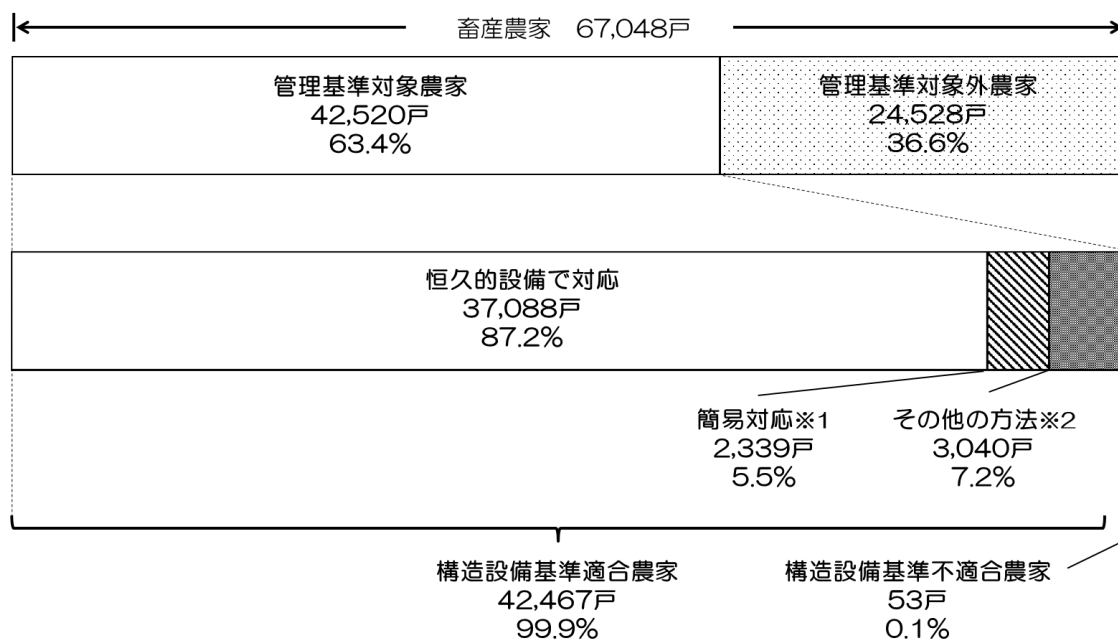 畜産農家 67,048戸
管理基準対象農家
42,520戸
63.4%
管理基準対象外農家
24,528戸
36.6%
恒久的設備で対応
37,088戸
87.2%
簡易対応※1
2,339戸
5.5%
その他の方法※2
3,040戸
7.2%
構造設備基準適合農家
42,467戸
99.9%
構造設備基準不適合農家
53戸
0.1%